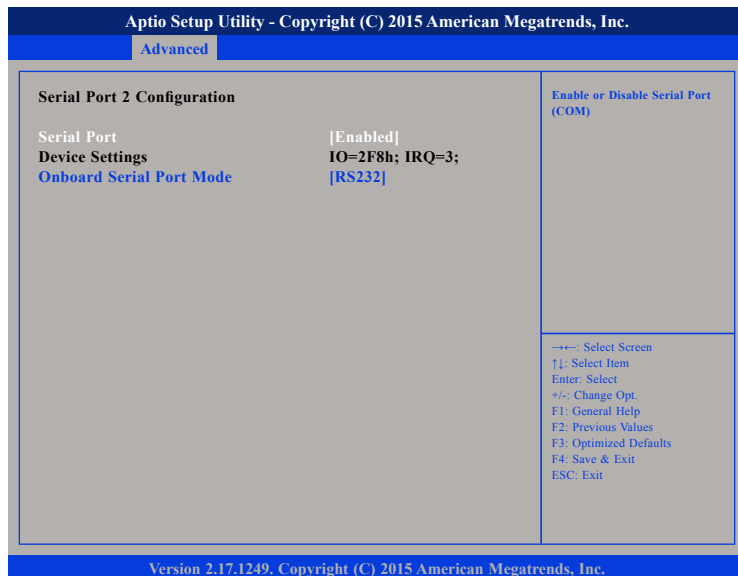 Aptio Setup Utility - Copyright (C) 2015 American Megatrends, Inc.
Advanced
Serial Port 2 Configuration
Serial Port [Enabled]
Device Settings IO=2F8h; IRQ=3;
Onboard Serial Port Mode [RS232]
Enable or Disable Serial Port
(COM)
→←: Select Screen
↑↓: Select Item
Enter: Select
+/-: Change Opt.
F1: General Help
F2: Previous Values
F3: Optimized Defaults
F4: Save & Exit
ESC: Exit
Version 2.17.1249. Copyright (C) 2015 American Megatrends, Inc.